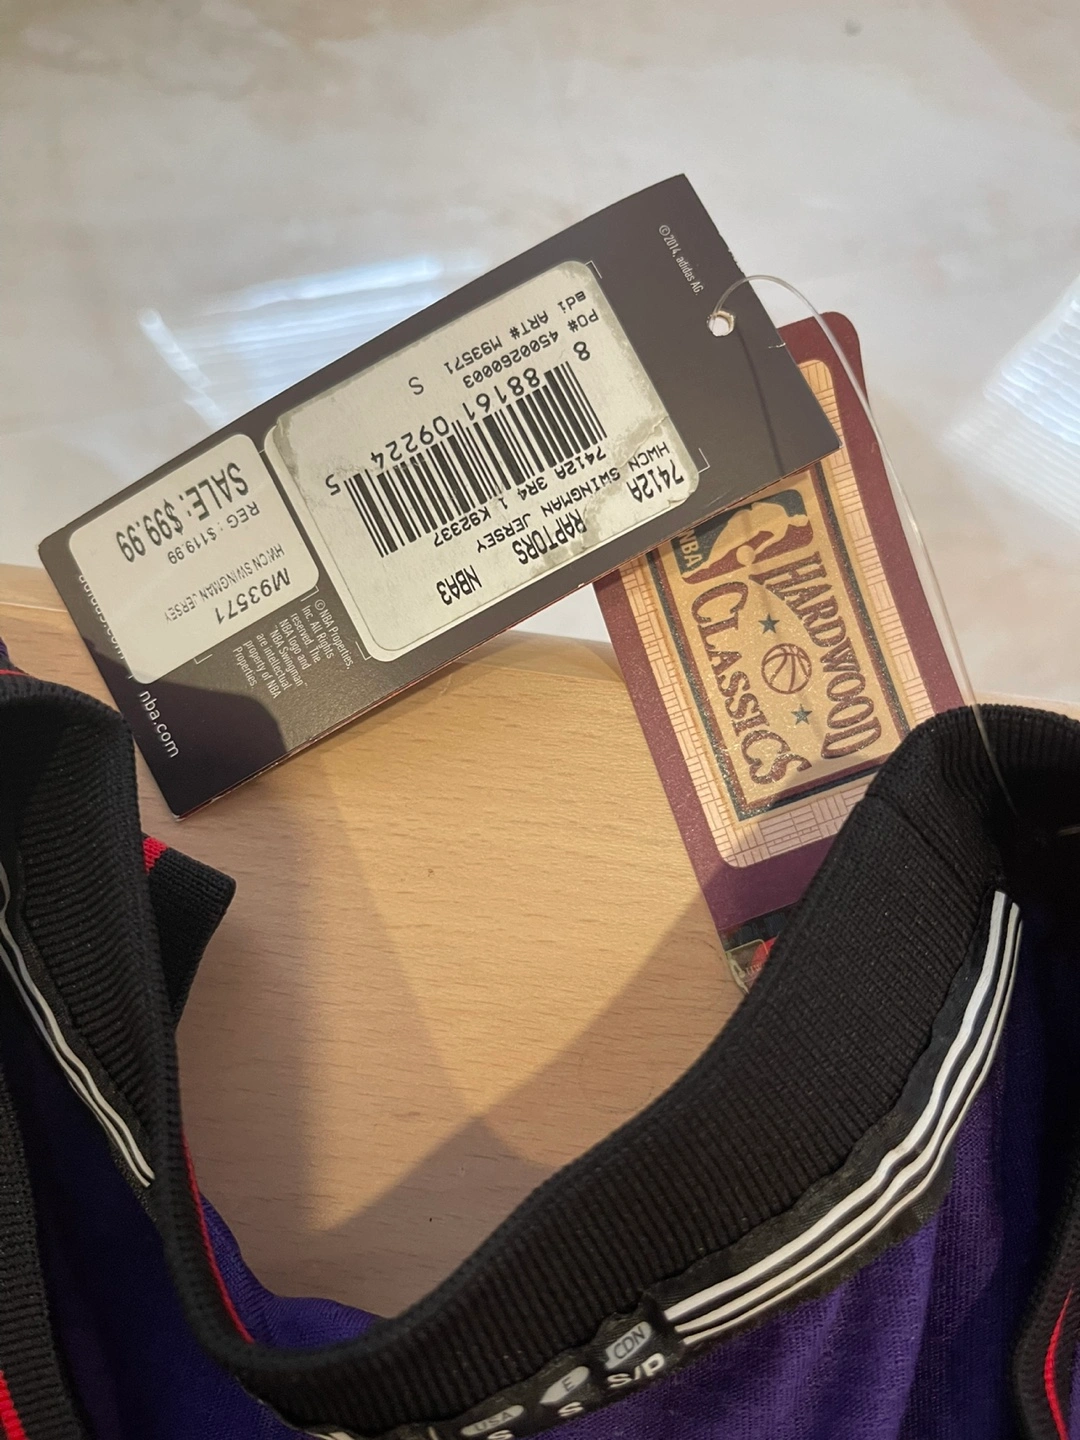 ©2014. adidas AG.
adi
PO# 4500260003
ART# M93571
S
8 88161 09224 5
7412A 3R4 1 K92337
7412A
HWCN SWINGMAN JERSEY
RAPTORS
NBA3
M93571
HWCN SWINGMAN JERSEY
REG : $119.99
SALE: $99.99
©NBA Properties
Inc. All Rights
reserved. The
NBA logo and
"NBA Swingman"
are intellectual
property of NBA
Properties.
nba.com
NBA
HARDWOOD
CLASSICS
USA
S
E
S
CDN
S/P